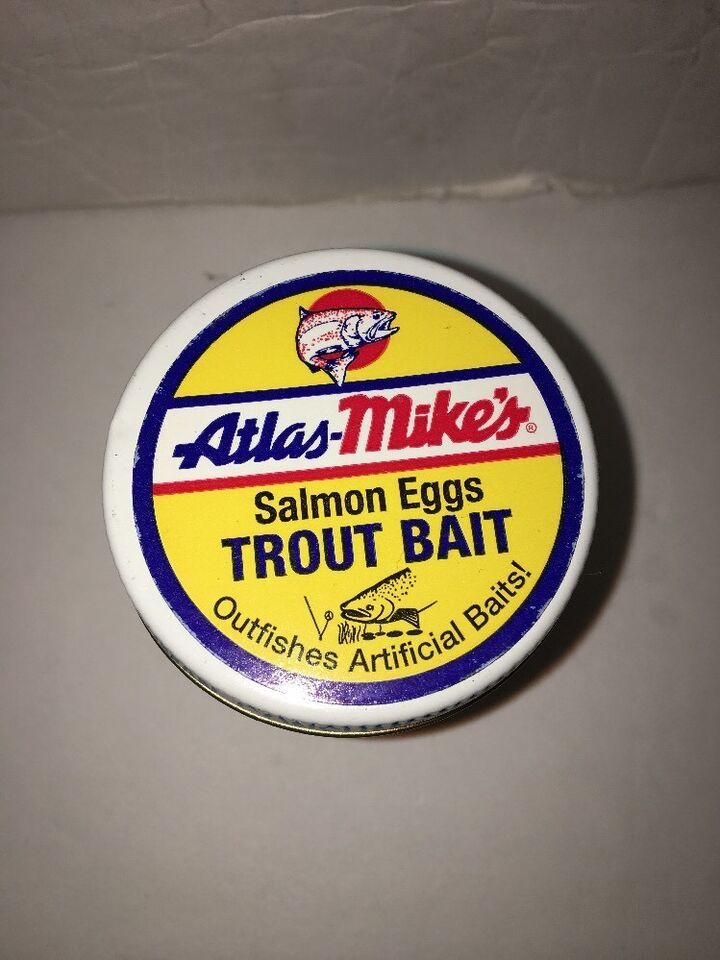 Atlas-Mike's®
Salmon Eggs
TROUT BAIT
Outfishes Artificial Baits!